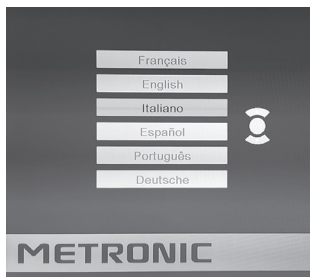 Français
English
Italiano
Español
Português
Deutsche
METRONIC